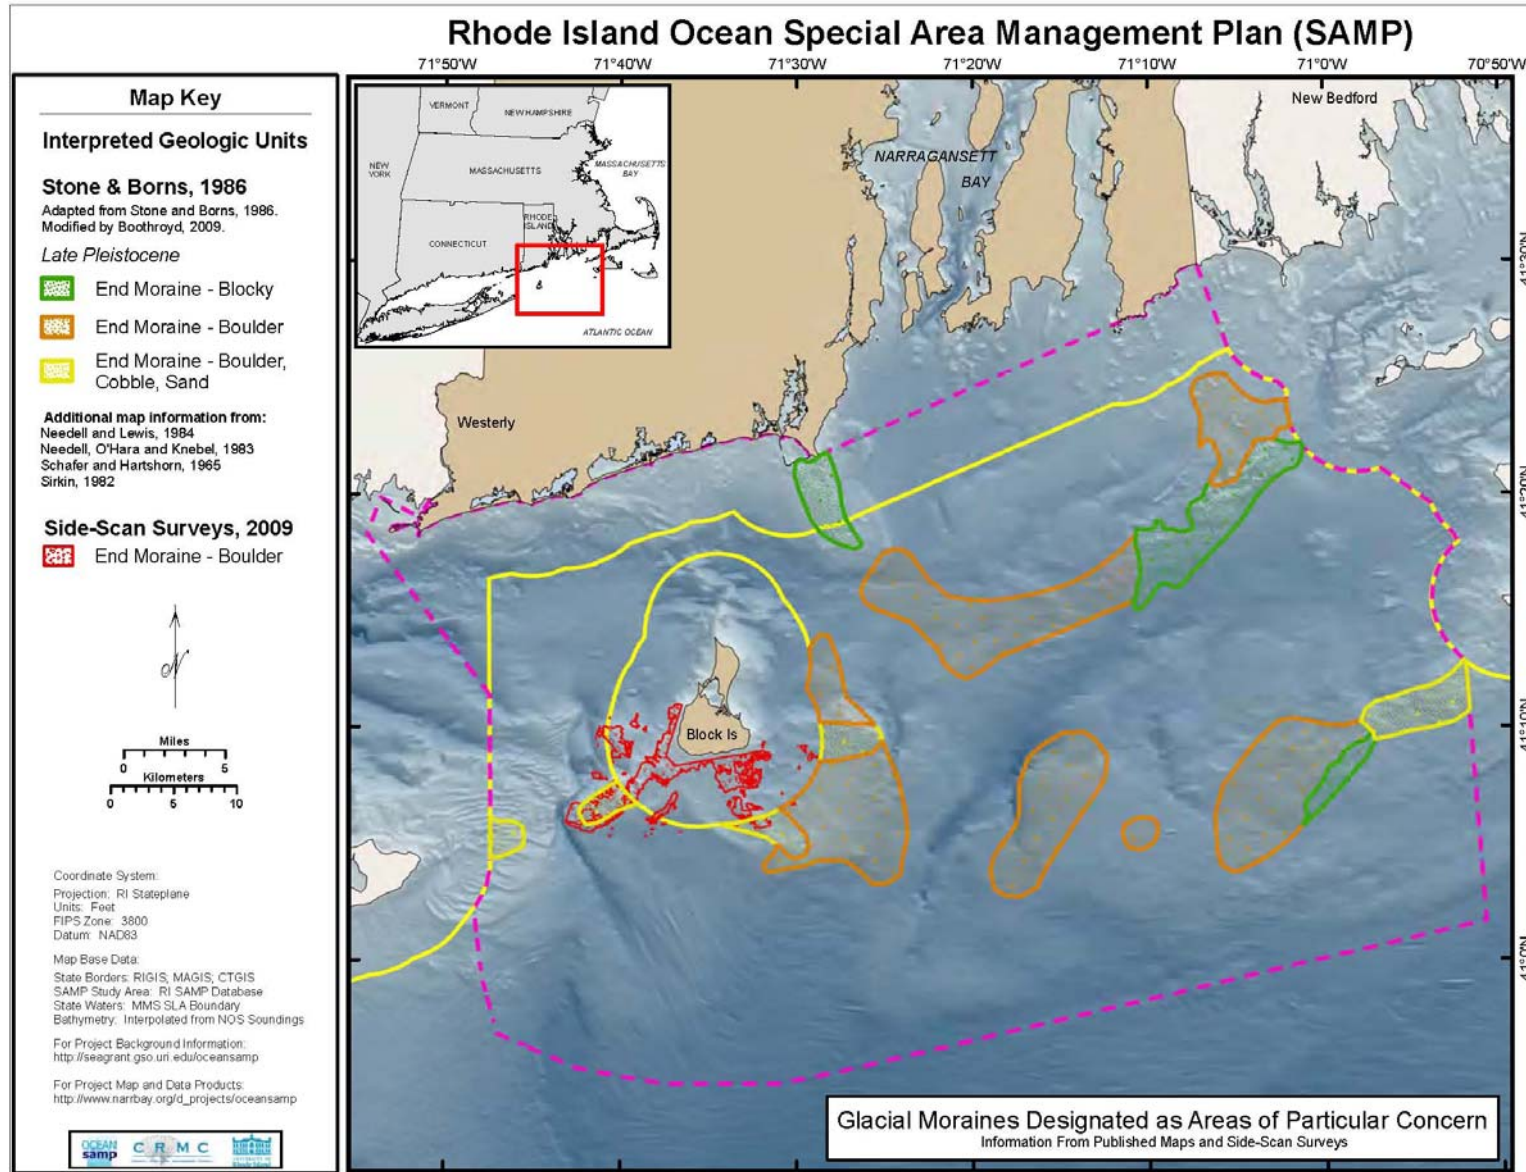 Rhode Island Ocean Special Area Management Plan (SAMP)
71°50'W
71°40'W
71°30'W
71°20'W
71°10'W
71°0'W
70°50'W
Map Key
Interpreted Geologic Units
Stone & Borns, 1986
Adapted from Stone and Borns, 1986.
Modified by Boothroyd, 2009.
Late Pleistocene
End Moraine - Blocky
End Moraine - Boulder
End Moraine - Boulder,
Cobble, Sand
Additional map information from:
Needell and Lewis, 1984
Needell, O'Hara and Knebel, 1983
Schafer and Hartshorn, 1965
Sirkin, 1982
Side-Scan Surveys, 2009
End Moraine - Boulder
N
Miles
0 5
Kilometers
0 5 10
Coordinate System:
Projection: RI Stateplane
Units: Feet
FIPS Zone: 3800
Datum: NAD83
Map Base Data:
State Borders: RIGIS; MAGIS; CTGIS
SAMP Study Area: RI SAMP Database
State Waters: MMS SLA Boundary
Bathymetry: Interpolated from NOS Soundings
For Project Background Information:
http://seagrant.gso.uri.edu/oceansamp
For Project Map and Data Products:
http://www.narrbay.org/d_projects/oceansamp
OCEAN
samp
C R M C
VERMONT
NEW HAMPSHIRE
NEW
YORK
MASSACHUSETTS
MASSACHUSETTS
BAY
RHODE
ISLAND
CONNECTICUT
ATLANTIC OCEAN
New Bedford
NARRAGANSETT
BAY
Westerly
Block Is
41°30'N
41°20'N
41°10'N
41°0'N
Glacial Moraines Designated as Areas of Particular Concern
Information From Published Maps and Side-Scan Surveys